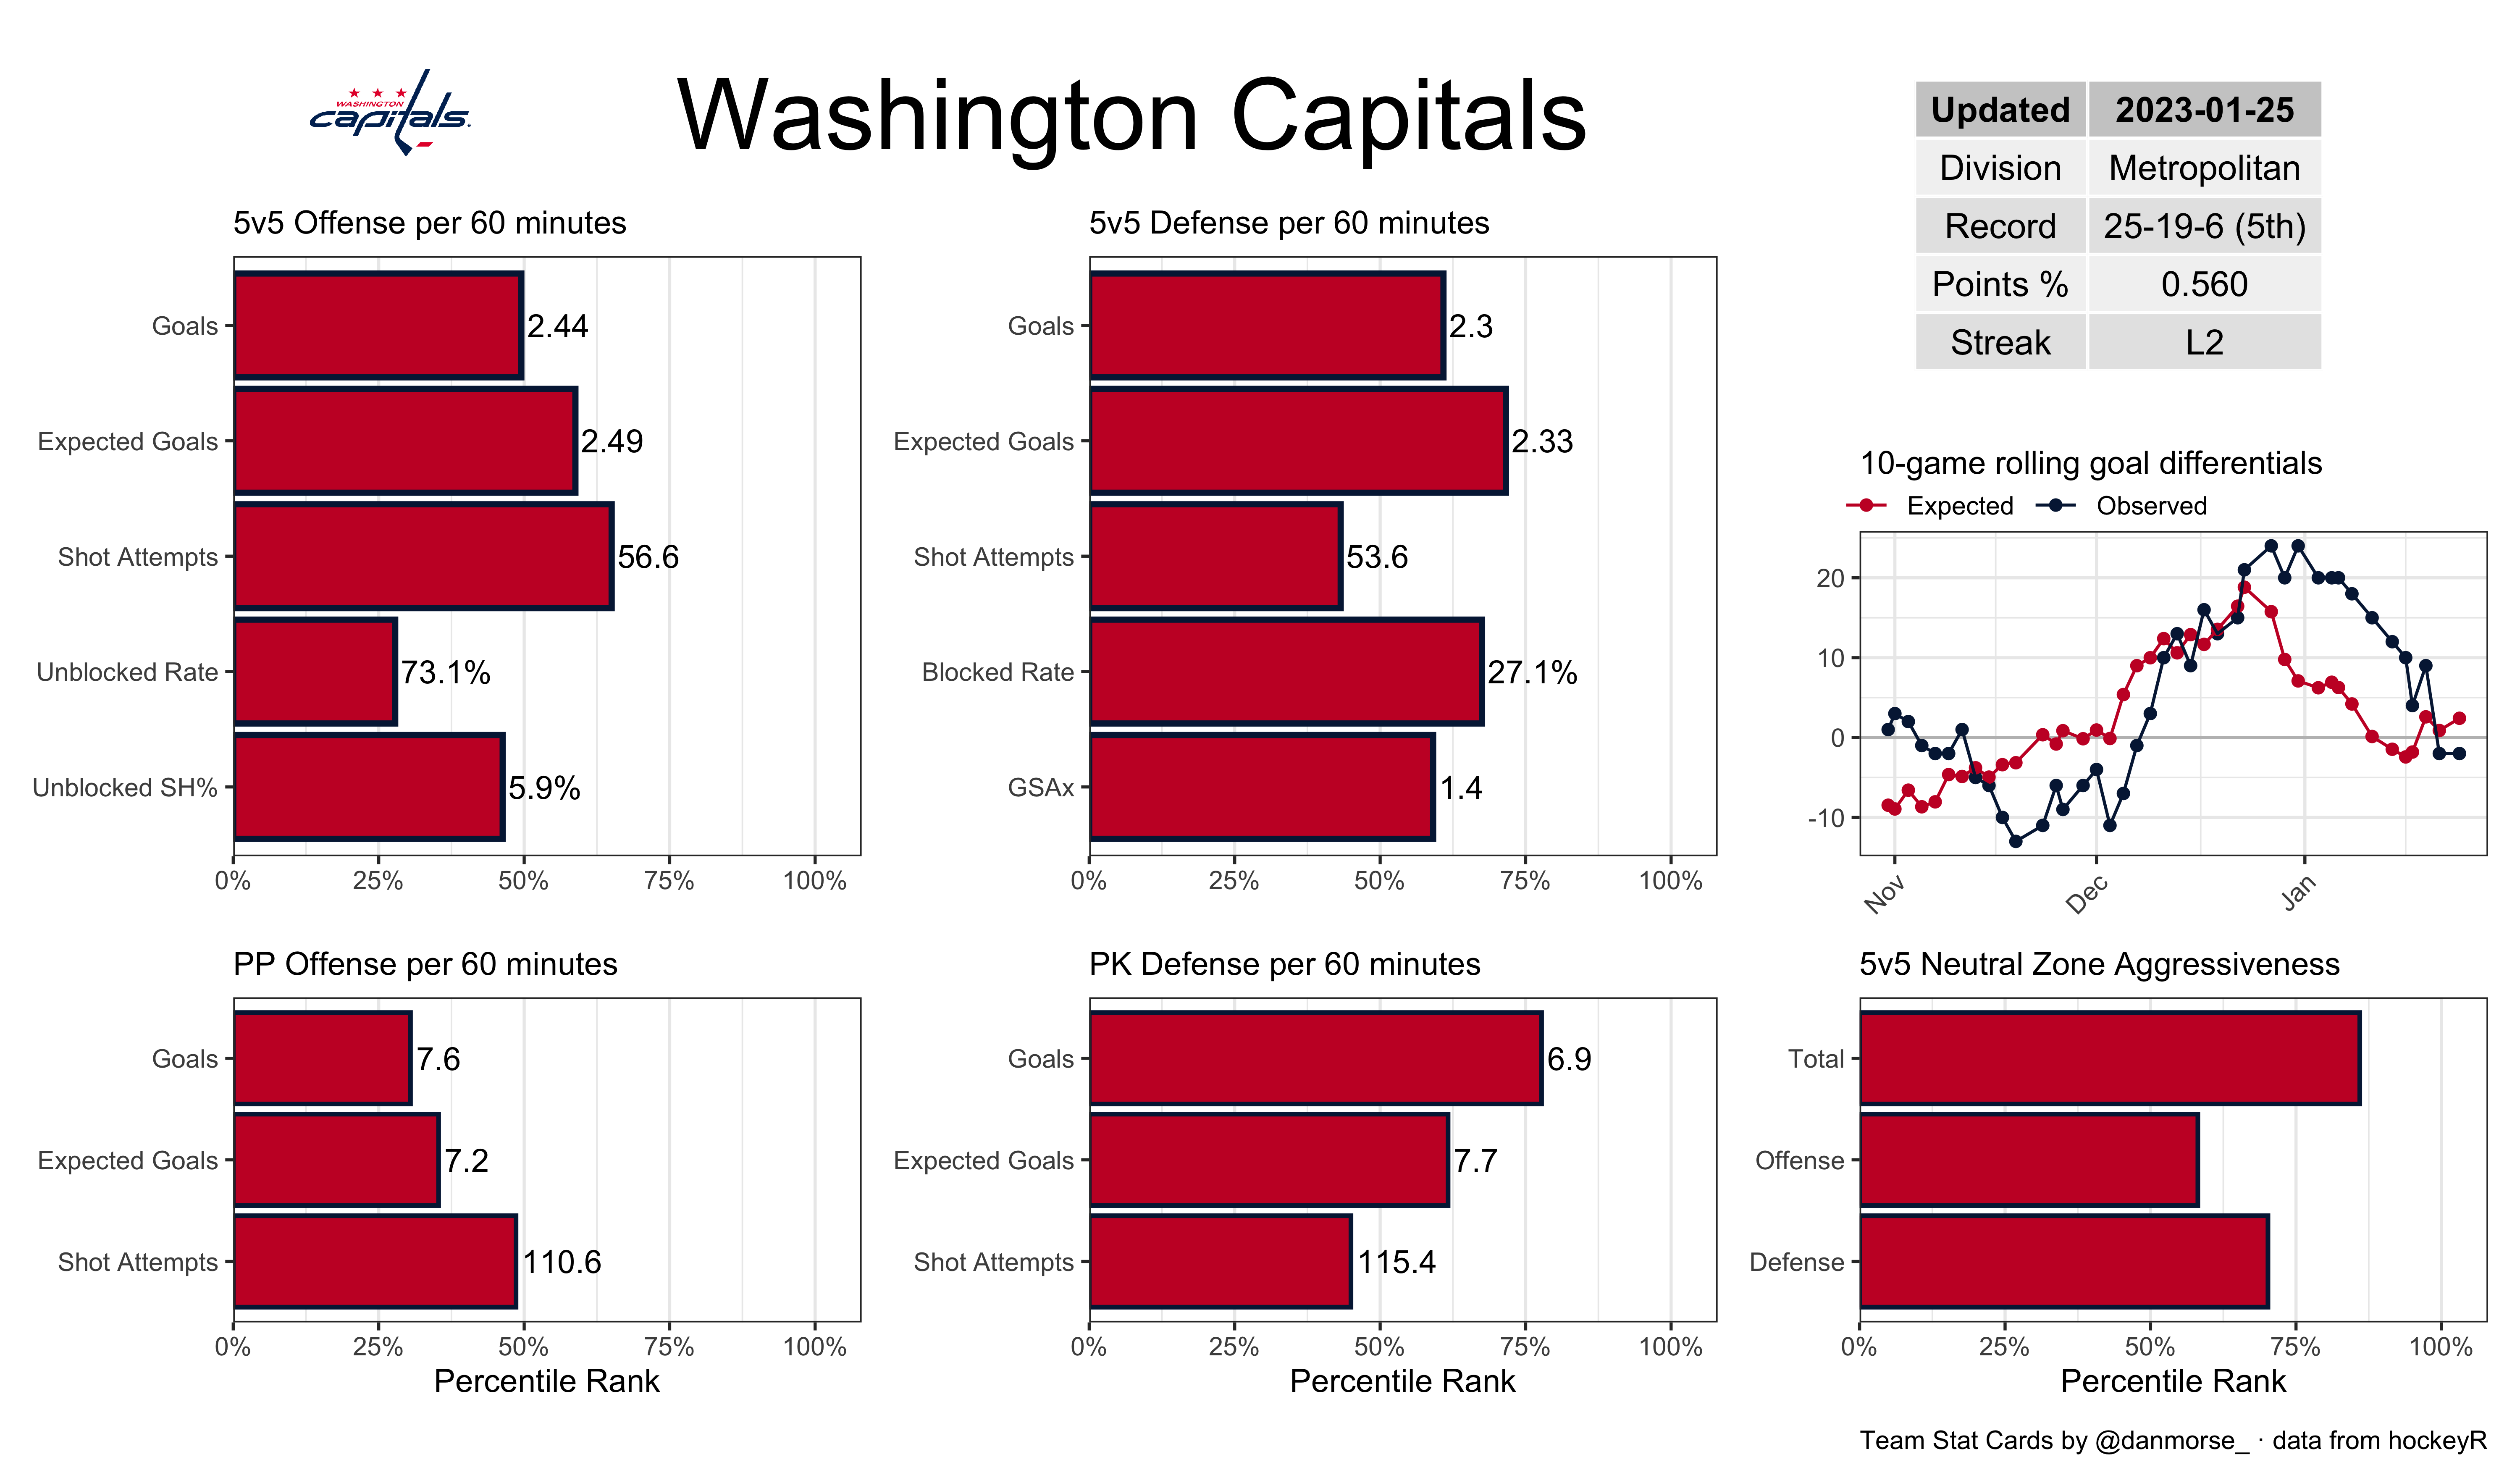 WASHINGTON
capitals.
Washington Capitals
Updated 2023-01-25
Division Metropolitan
Record 25-19-6 (5th)
Points % 0.560
Streak L2
5v5 Offense per 60 minutes
Goals 2.44
Expected Goals 2.49
Shot Attempts 56.6
Unblocked Rate 73.1%
Unblocked SH% 5.9%
0% 25% 50% 75% 100%
5v5 Defense per 60 minutes
Goals 2.3
Expected Goals 2.33
Shot Attempts 53.6
Blocked Rate 27.1%
GSAx 1.4
0% 25% 50% 75% 100%
10-game rolling goal differentials
Expected Observed
20
10
0
-10
Nov Dec Jan
PP Offense per 60 minutes
Goals 7.6
Expected Goals 7.2
Shot Attempts 110.6
0% 25% 50% 75% 100%
Percentile Rank
PK Defense per 60 minutes
Goals 6.9
Expected Goals 7.7
Shot Attempts 115.4
0% 25% 50% 75% 100%
Percentile Rank
5v5 Neutral Zone Aggressiveness
Total
Offense
Defense
0% 25% 50% 75% 100%
Percentile Rank
Team Stat Cards by @danmorse_ · data from hockeyR